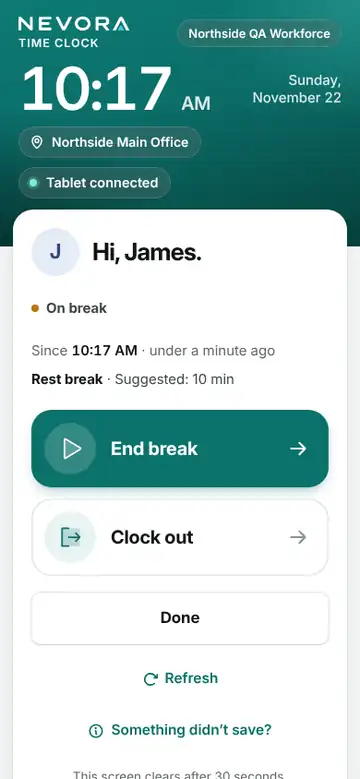 NEVORA
TIME CLOCK
Northside QA Workforce
10:17 AM
Sunday,
November 22
Northside Main Office
Tablet connected
J
Hi, James.
On break
Since 10:17 AM · under a minute ago
Rest break · Suggested: 10 min
End break
Clock out
Done
Refresh
Something didn’t save?
This screen clears after 30 seconds